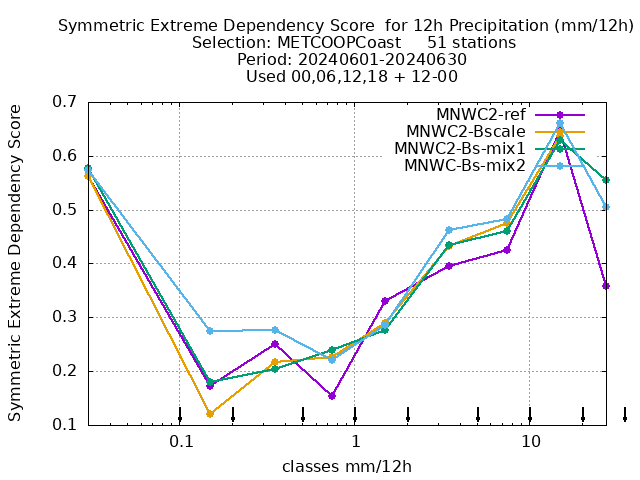 Symmetric Extreme Dependency Score  for 12h Precipitation (mm/12h)
Selection: METCOOPCoast     51 stations
Period: 20240601-20240630
Used 00,06,12,18 + 12-00
MNWC2-ref
MNWC2-Bscale
MNWC2-Bs-mix1
MNWC-Bs-mix2
Symmetric Extreme Dependency Score
0.7
0.6
0.5
0.4
0.3
0.2
0.1
0.1
1
10
classes mm/12h